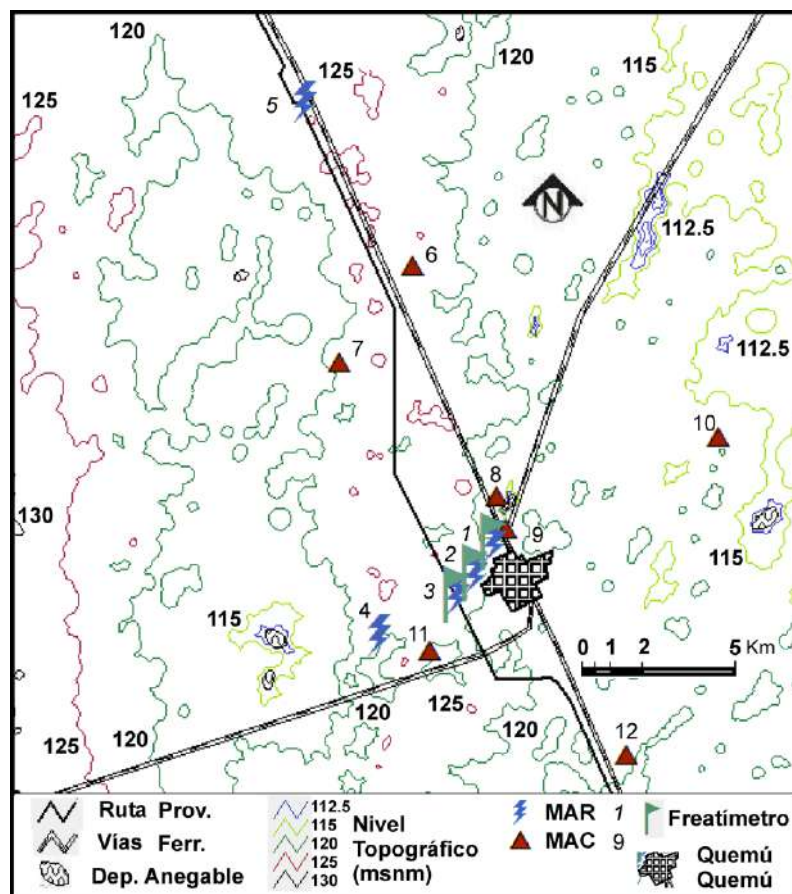 120
120
125
115
125
5
112.5
6
7
112.5
10
8
130
1
9
2
115
3
4
115
11
0 1 2 5 Km
125
120
12
120
125
120
Ruta Prov.
Vías Ferr.
Dep. Anegable
112.5
115
120
125
130
Nivel
Topográfico
(msnm)
MAR 1
MAC 9
Freatímetro
Quemú
Quemú